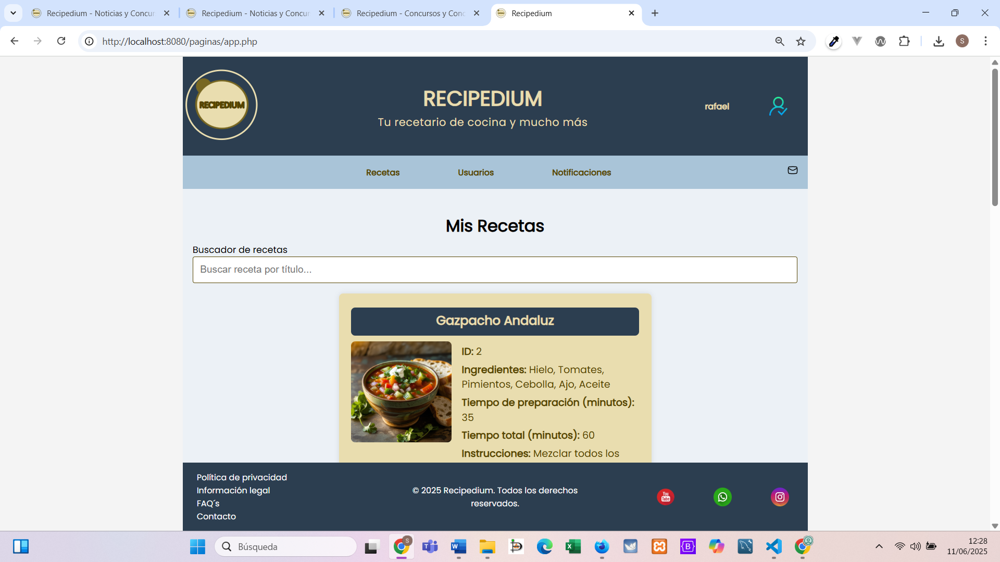 Recipedium - Noticias y Concur
Recipedium - Noticias y Concur
Recipedium - Concursos y Conc
Recipedium
http://localhost:8080/paginas/app.php
S
RECIPEDIUM
RECIPEDIUM
Tu recetario de cocina y mucho más
rafael
Recetas
Usuarios
Notificaciones
Mis Recetas
Buscador de recetas
Buscar receta por título...
Gazpacho Andaluz
ID: 2
Ingredientes: Hielo, Tomates,
Pimientos, Cebolla, Ajo, Aceite
Tiempo de preparación (minutos):
35
Tiempo total (minutos): 60
Instrucciones: Mezclar todos los
Política de privacidad
Información legal
FAQ´s
Contacto
© 2025 Recipedium. Todos los derechos
reservados.
You
Tube
Búsqueda
S
12:28
11/06/2025